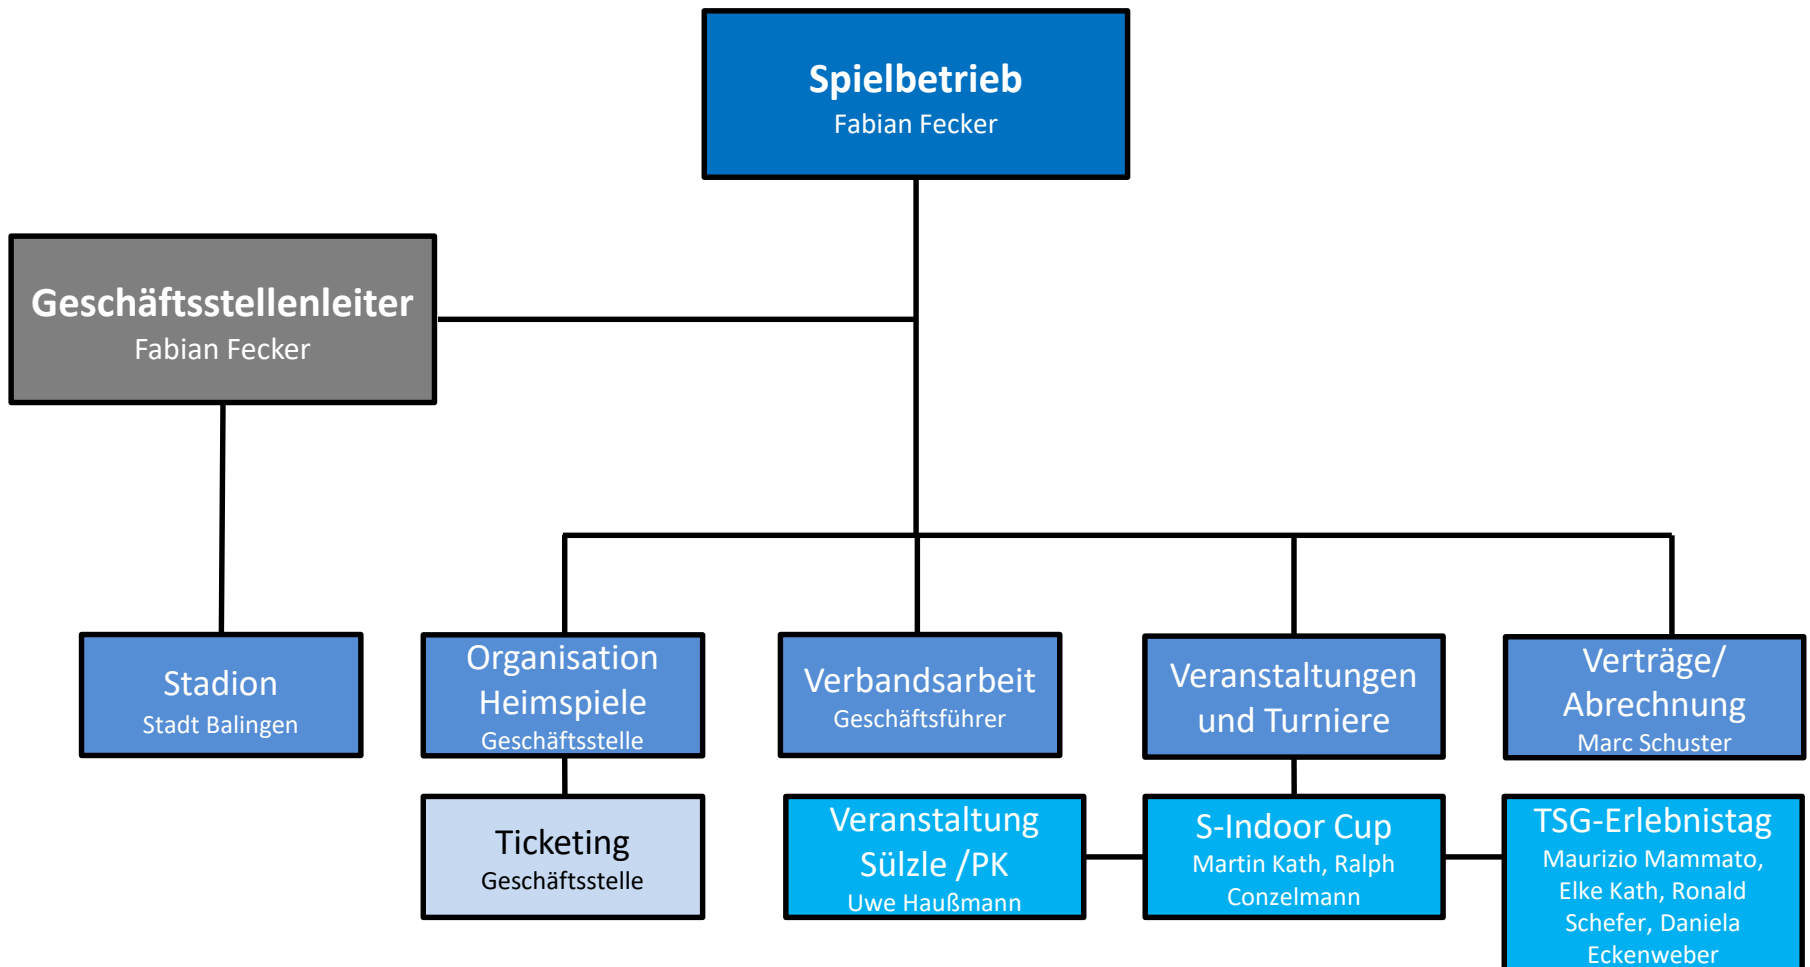 Spielbetrieb
Fabian Fecker
Geschäftsstellenleiter
Fabian Fecker
Stadion
Stadt Balingen
Organisation
Heimspiele
Geschäftsstelle
Verbandsarbeit
Geschäftsführer
Veranstaltungen
und Turniere
Verträge/
Abrechnung
Marc Schuster
Ticketing
Geschäftsstelle
Veranstaltung
Sülzle /PK
Uwe Haußmann
S-Indoor Cup
Martin Kath, Ralph
Conzelmann
TSG-Erlebnistag
Maurizio Mammato,
Elke Kath, Ronald
Schefer, Daniela
Eckenweber